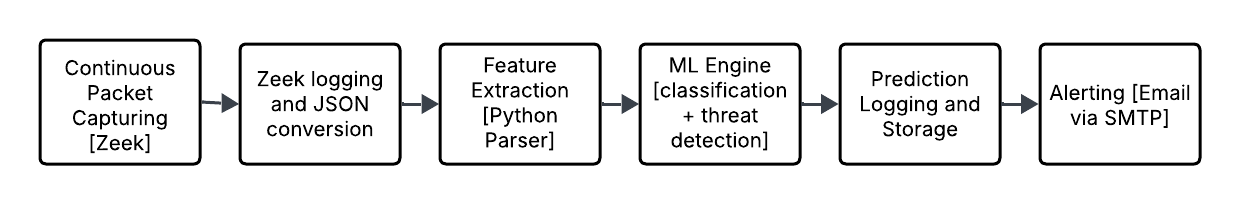 Continuous
Packet
Capturing
[Zeek]
Zeek logging
and JSON
conversion
Feature
Extraction
[Python
Parser]
ML Engine
[classification
+ threat
detection]
Prediction
Logging and
Storage
Alerting [Email
via SMTP]